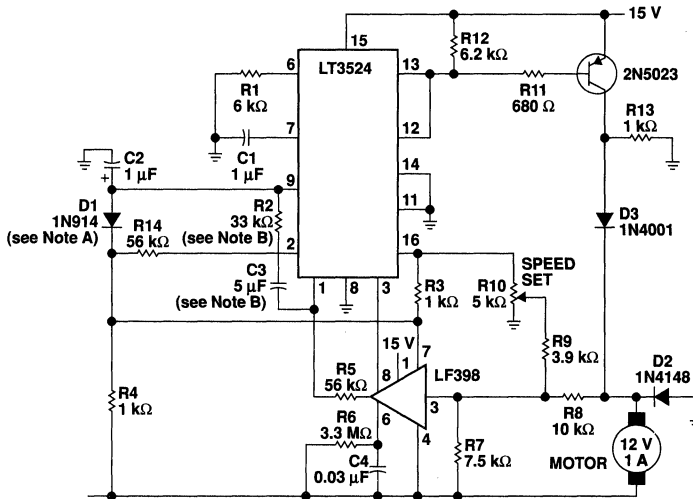 15 V
15
LT3524
R12
6.2 kΩ
6
13
2N5023
R1
6 kΩ
R11
680 Ω
R13
1 kΩ
7
12
C2
1 µF
+
C1
1 µF
14
9
D1
1N914
(see Note A)
R14
56 kΩ
R2
33 kΩ
(see Note B)
11
D3
1N4001
2
16
C3
5 µF
(see Note B)
1
8
3
R3
1 kΩ
R10
5 kΩ
SPEED
SET
15 V
7
R9
3.9 kΩ
D2
1N4148
R4
1 kΩ
R5
56 kΩ
8
1
LF398
3
R6
3.3 MΩ
6
4
R8
10 kΩ
R7
7.5 kΩ
C4
0.03 µF
MOTOR
12 V
1 A